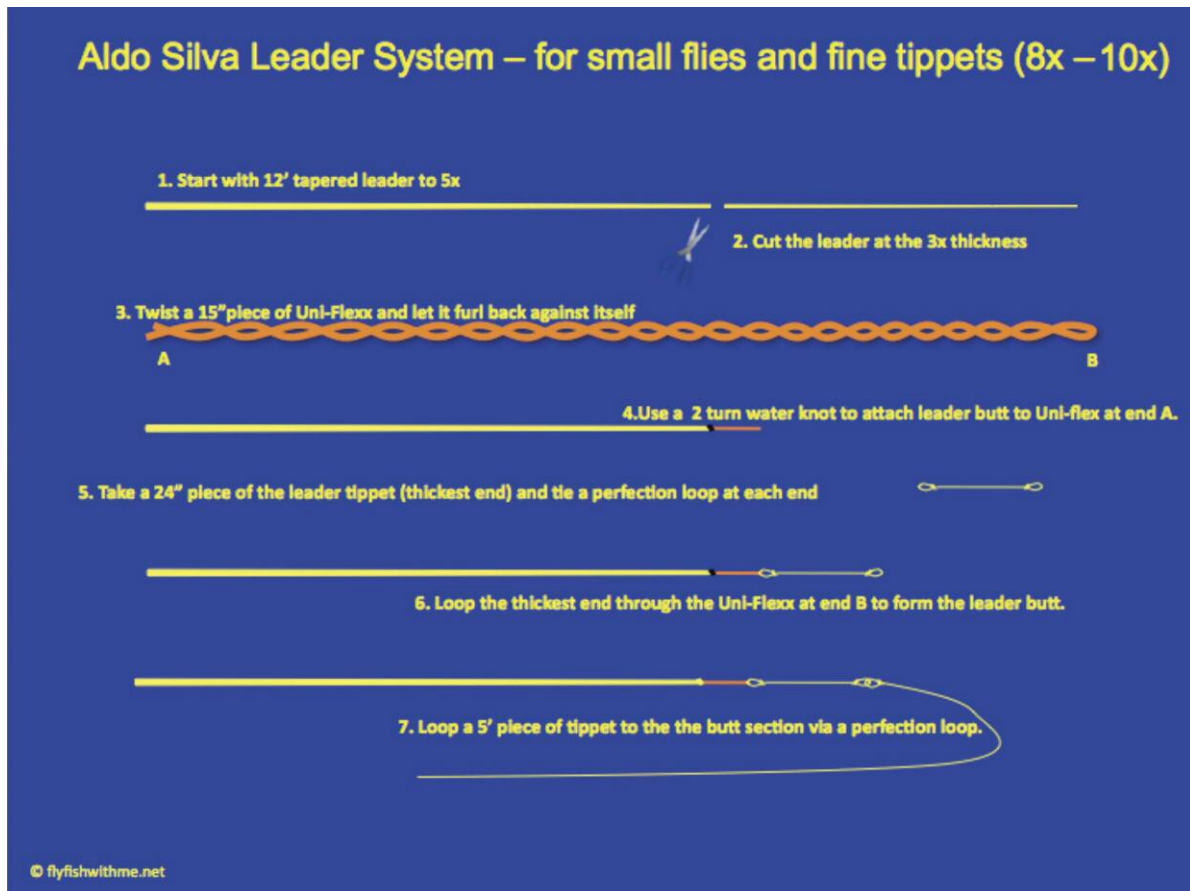 Aldo Silva Leader System – for small flies and fine tippets (8x – 10x)
1. Start with 12’ tapered leader to 5x
2. Cut the leader at the 3x thickness
3. Twist a 15”piece of Uni-Flexx and let it furl back against itself
A
B
4.Use a 2 turn water knot to attach leader butt to Uni-flex at end A.
5. Take a 24” piece of the leader tippet (thickest end) and tie a perfection loop at each end
6. Loop the thickest end through the Uni-Flexx at end B to form the leader butt.
7. Loop a 5’ piece of tippet to the the butt section via a perfection loop.
© flyfishwithme.net